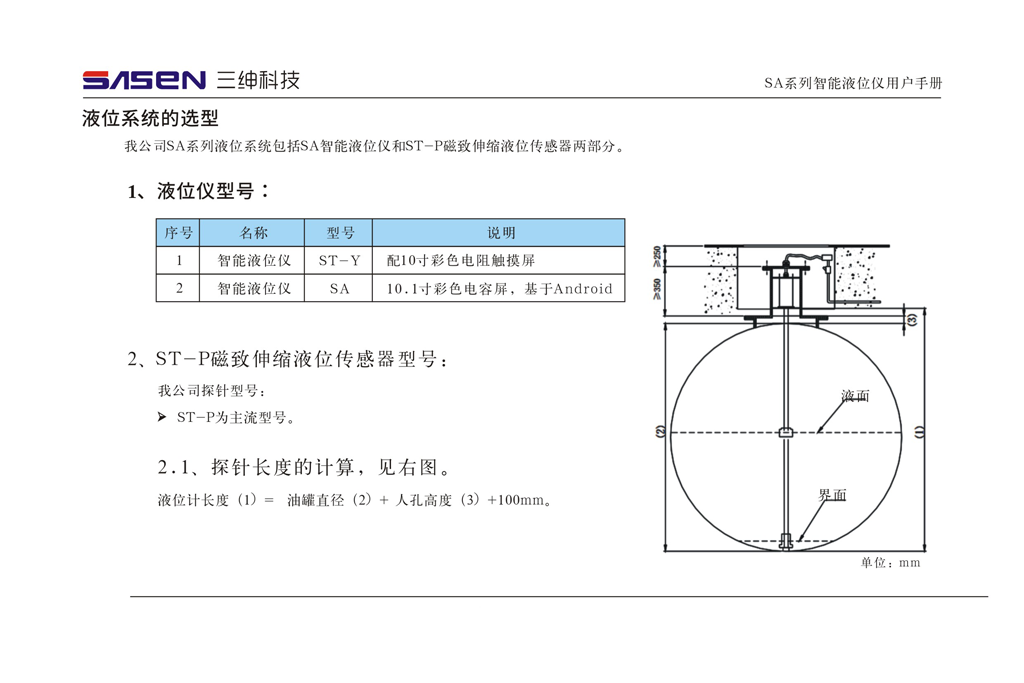 SASEN 三绅科技
SA系列智能液位仪用户手册
液位系统的选型
我公司SA系列液位系统包括SA智能液位仪和ST-P磁致伸缩液位传感器两部分。
1、液位仪型号：
序号 名称 型号 说明
1 智能液位仪 ST-Y 配10寸彩色电阻触摸屏
2 智能液位仪 SA 10.1寸彩色电容屏，基于Android
2、ST-P磁致伸缩液位传感器型号：
我公司探针型号：
➤ ST-P为主流型号。
2.1、探针长度的计算，见右图。
液位计长度（1）= 油罐直径（2）+ 人孔高度（3）+100mm。
≥250
≥350
(3)
液面
(2)
(1)
界面
单位：mm